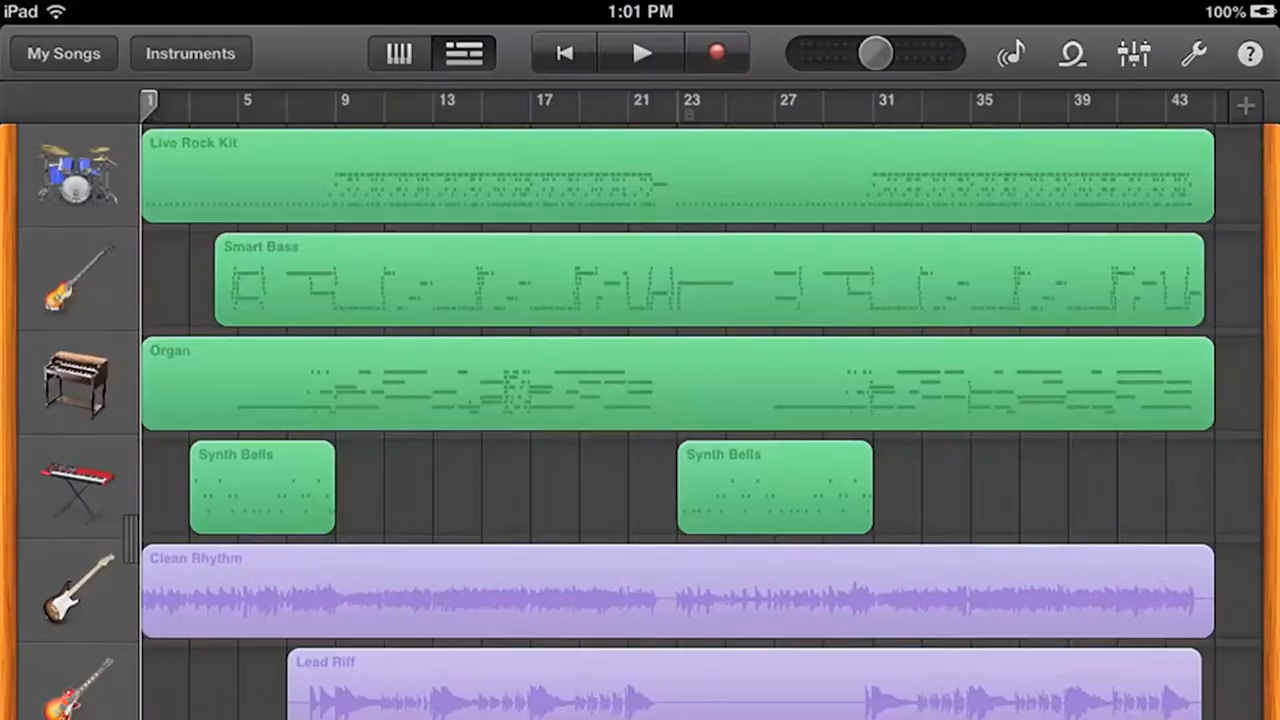 iPad 1:01 PM 100%
My Songs Instruments ?
1 5 9 13 17 21 23 27 31 35 39 43 +
Live Rock Kit
Smart Bass
Organ
Synth Bells Synth Bells
Clean Rhythm
Lead Riff